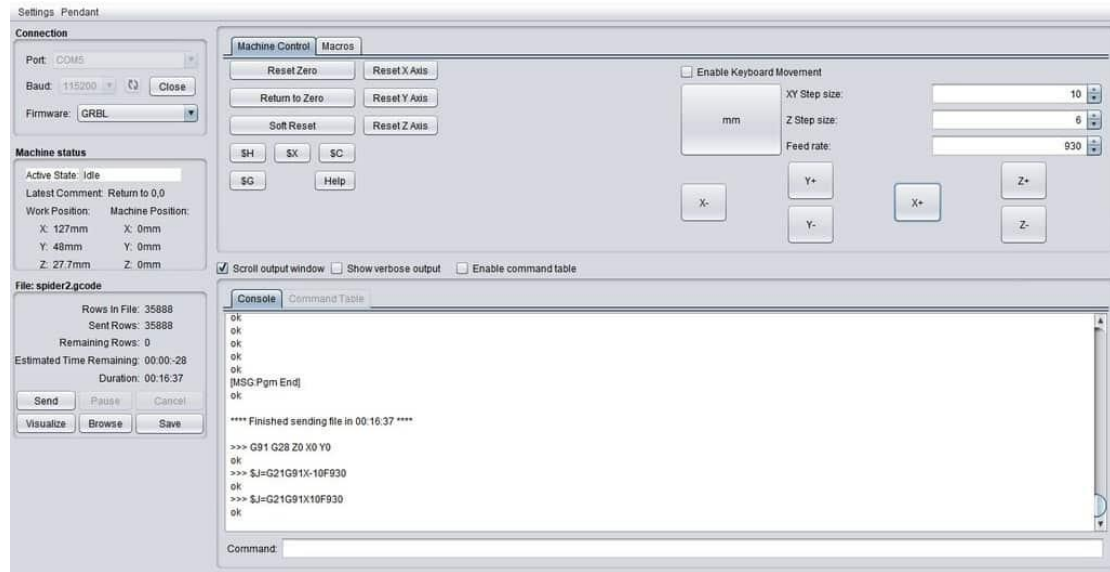 Settings Pendant
Connection
Port: COM5
Baud: 115200
Close
Firmware: GRBL
Machine status
Active State: Idle
Latest Comment: Return to 0,0
Work Position: Machine Position:
X: 127mm X: 0mm
Y: 48mm Y: 0mm
Z: 27.7mm Z: 0mm
File: spider2.gcode
Rows In File: 35888
Sent Rows: 35888
Remaining Rows: 0
Estimated Time Remaining: 00:00:-28
Duration: 00:16:37
Send Pause Cancel
Visualize Browse Save
Machine Control Macros
Reset Zero Reset X Axis
Return to Zero Reset Y Axis
Soft Reset Reset Z Axis
$H $X $C
$G Help
Enable Keyboard Movement
mm
XY Step size: 10
Z Step size: 6
Feed rate: 930
X- Y+ X+ Z+
Y- Z-
Scroll output window Show verbose output Enable command table
Console Command Table
ok
ok
ok
ok
ok
[MSG:Pgm End]
ok
**** Finished sending file in 00:16:37 ****
>>> G91 G28 Z0 X0 Y0
ok
>>> $J=G21G91X-10F930
ok
>>> $J=G21G91X10F930
ok
Command: